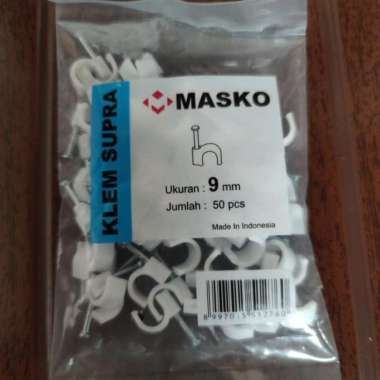 MASKO
KLEM SUPRA
Ukuran : 9 mm
Jumlah : 50 pcs
Made In Indonesia